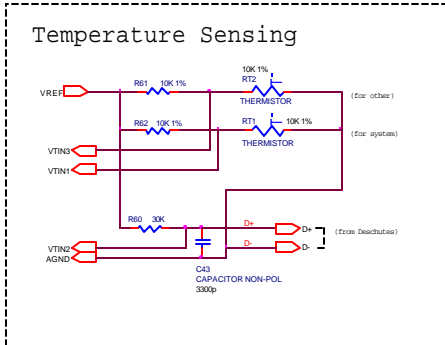 Temperature Sensing
10K 1%
R61 10K 1% RT2
VREF (for other)
THERMISTOR
R62 10K 1% RT1 10K 1%
(for system)
THERMISTOR
VTIN3
VTIN1
R60 30K D+ D+
(from Deschutes)
VTIN2 D- D-
AGND
C43
CAPACITOR NON-POL
3300p